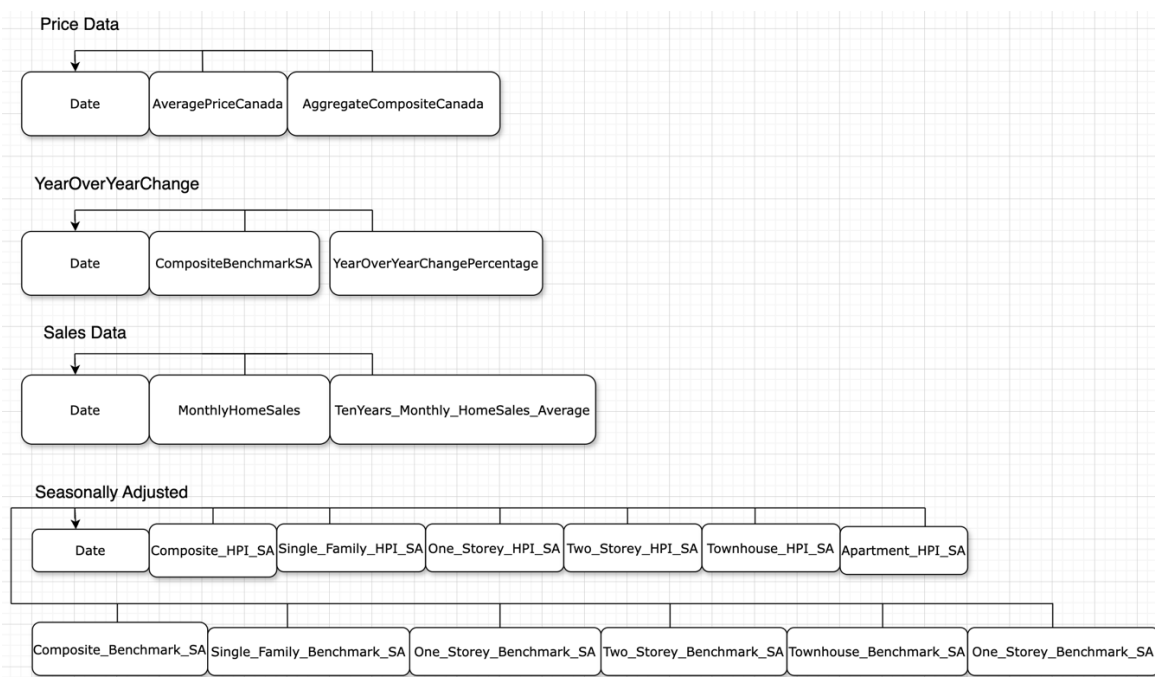 Price Data
Date AveragePriceCanada AggregateCompositeCanada
YearOverYearChange
Date CompositeBenchmarkSA YearOverYearChangePercentage
Sales Data
Date MonthlyHomeSales TenYears_Monthly_HomeSales_Average
Seasonally Adjusted
Date Composite_HPI_SA Single_Family_HPI_SA One_Storey_HPI_SA Two_Storey_HPI_SA Townhouse_HPI_SA Apartment_HPI_SA
Composite_Benchmark_SA Single_Family_Benchmark_SA One_Storey_Benchmark_SA Two_Storey_Benchmark_SA Townhouse_Benchmark_SA One_Storey_Benchmark_SA